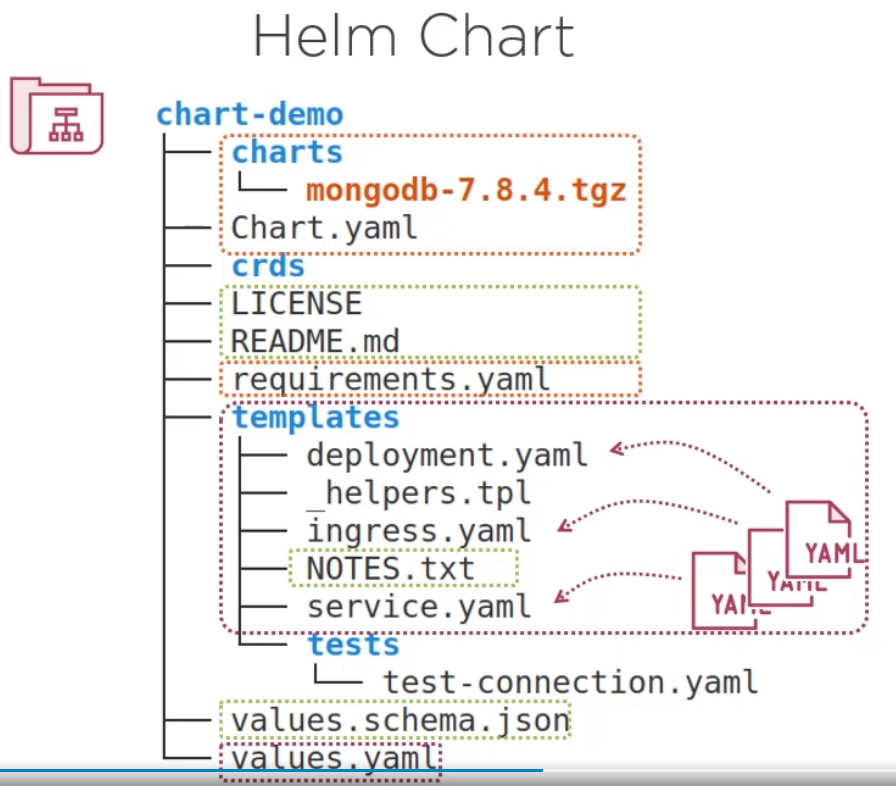 Helm Chart
chart-demo
charts
mongodb-7.8.4.tgz
Chart.yaml
crds
LICENSE
README.md
requirements.yaml
templates
deployment.yaml
_helpers.tpl
ingress.yaml
NOTES.txt
service.yaml
YAML
YAML
YAML
tests
test-connection.yaml
values.schema.json
values.yaml